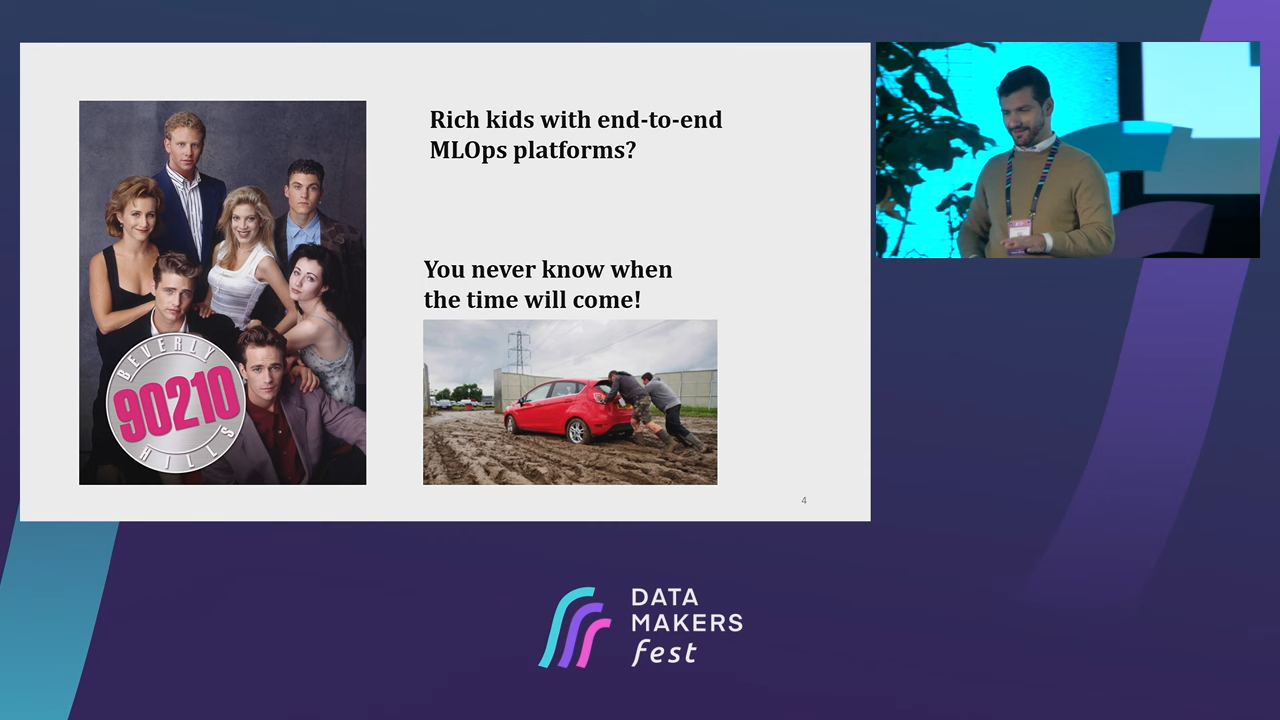 Rich kids with end-to-end
MLOps platforms?
You never know when
the time will come!
BEVERLY
90210
HILLS
4
DATA
MAKERS
fest